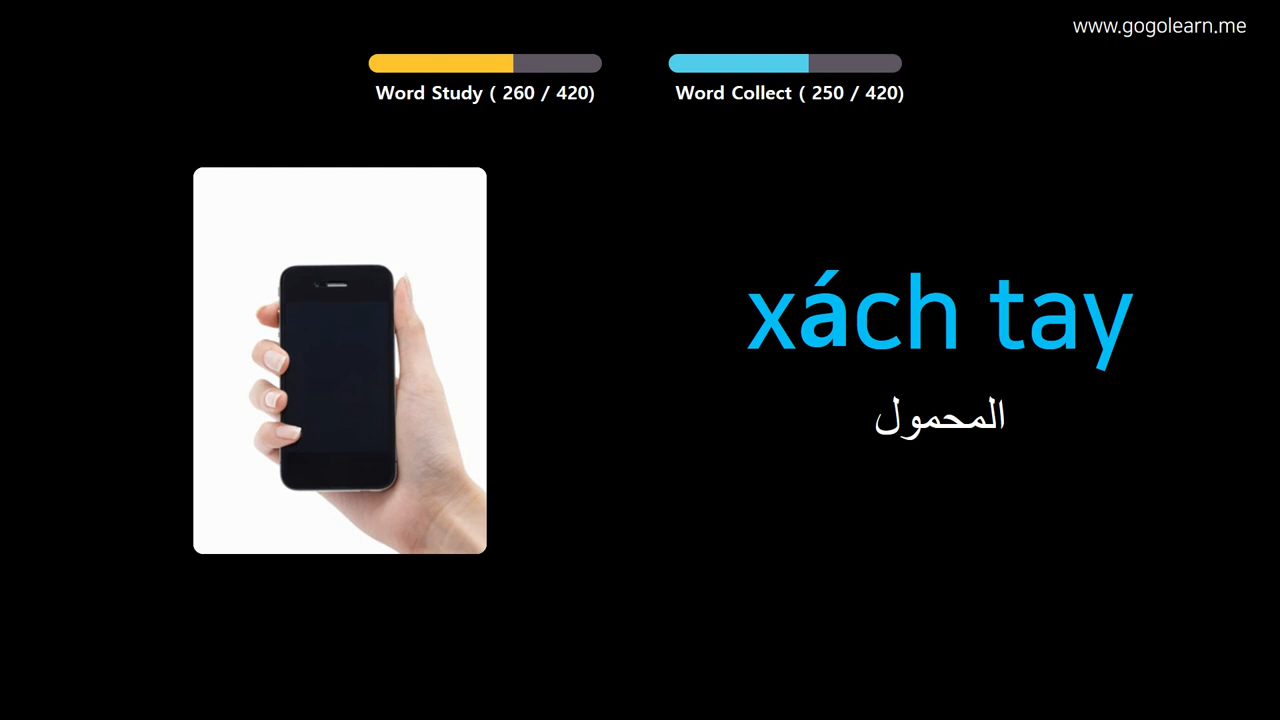 www.gogolearn.me
Word Study ( 260 / 420)
Word Collect ( 250 / 420)
xách tay
المحمول